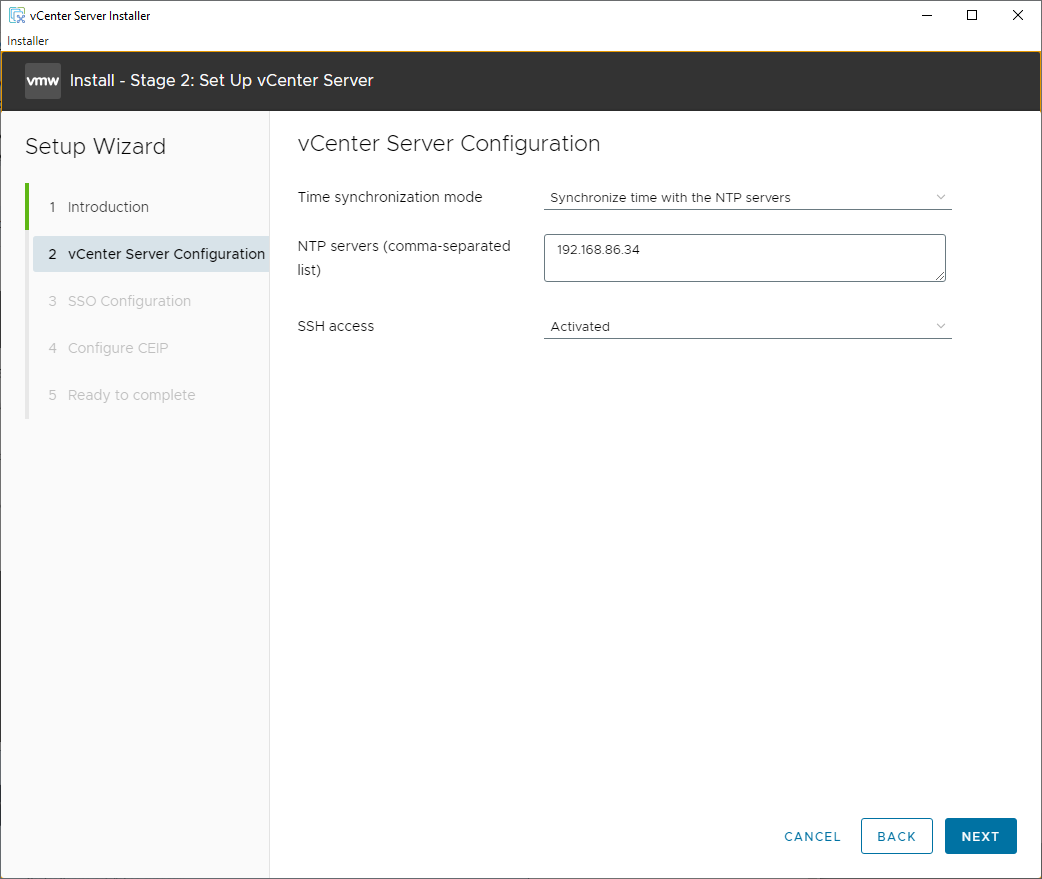 vCenter Server Installer
Installer
vmw Install - Stage 2: Set Up vCenter Server
Setup Wizard
1 Introduction
2 vCenter Server Configuration
3 SSO Configuration
4 Configure CEIP
5 Ready to complete
vCenter Server Configuration
Time synchronization mode Synchronize time with the NTP servers
NTP servers (comma-separated
list)
192.168.86.34
SSH access Activated
CANCEL BACK NEXT